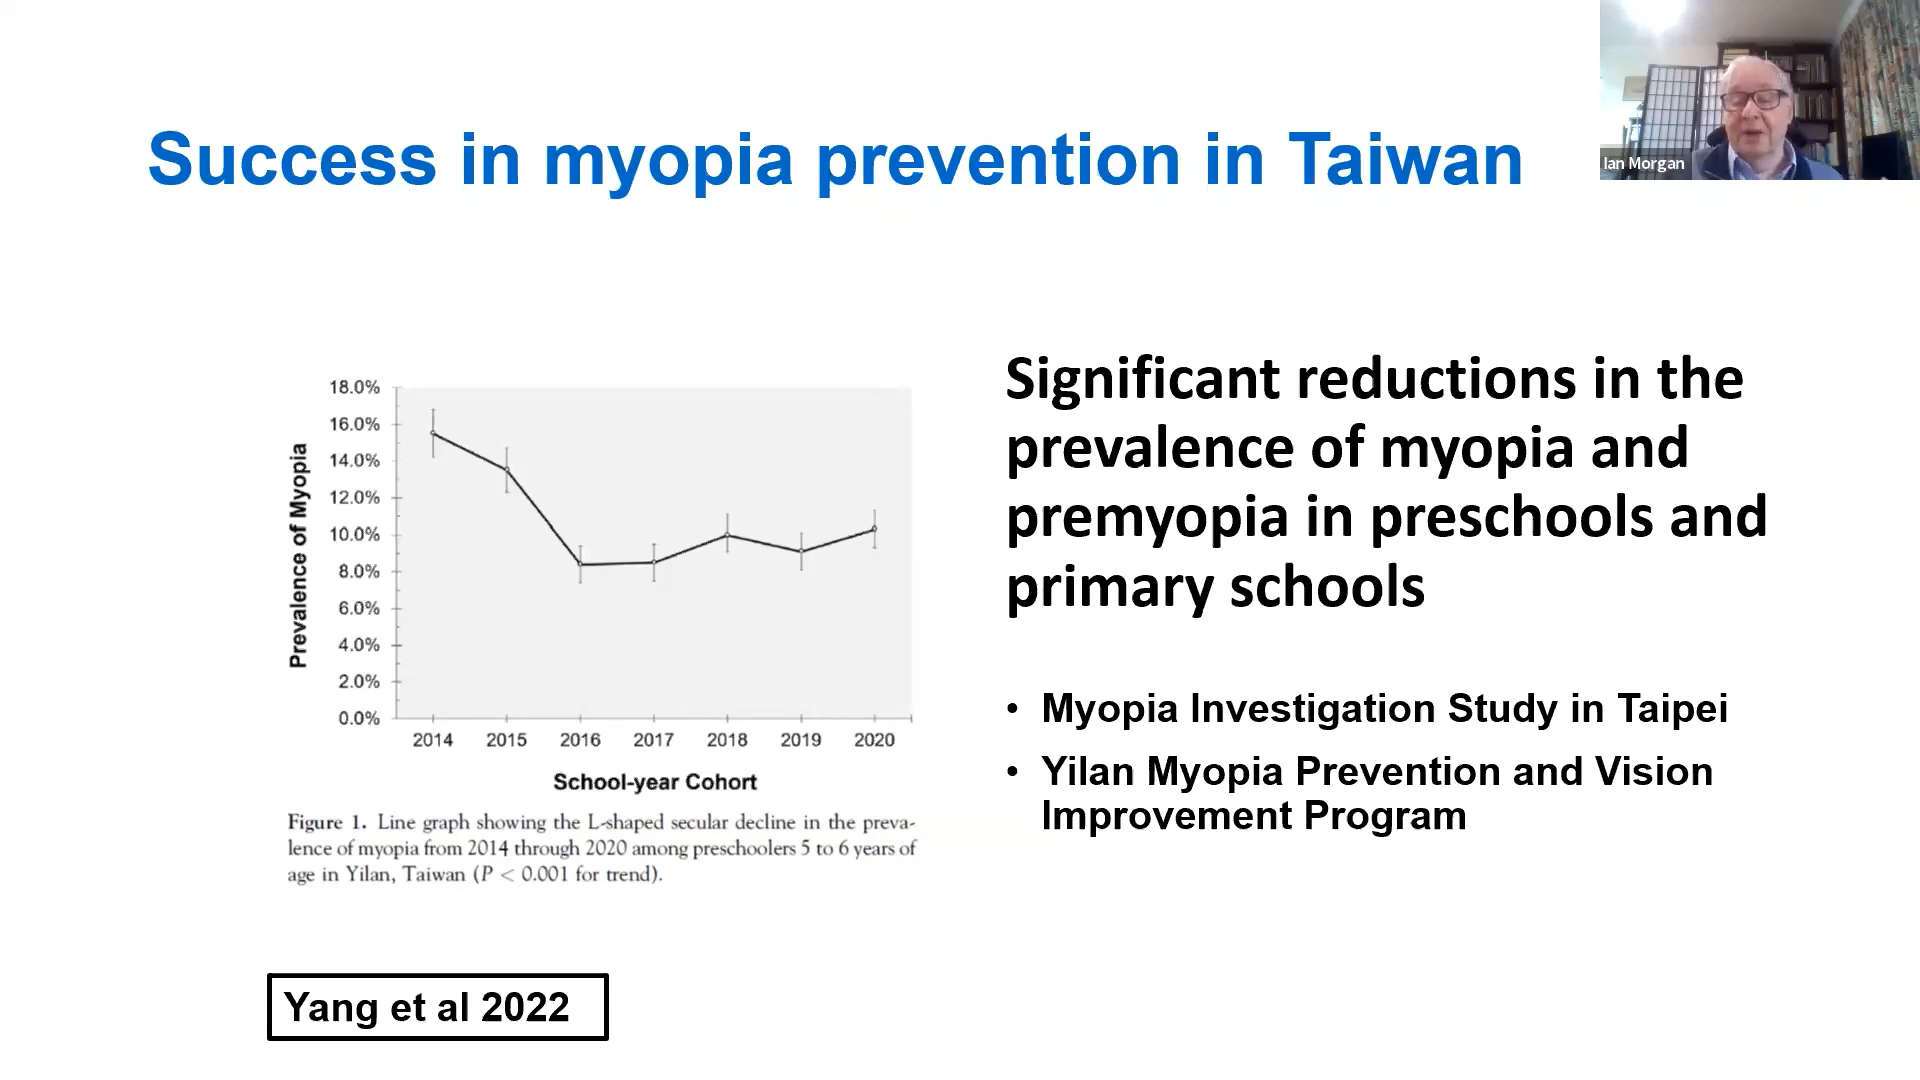 Success in myopia prevention in Taiwan
Ian Morgan
18.0%
16.0%
14.0%
12.0%
10.0%
8.0%
6.0%
4.0%
2.0%
0.0%
Prevalence of Myopia
2014 2015 2016 2017 2018 2019 2020
School-year Cohort
Figure 1. Line graph showing the L-shaped secular decline in the preva-
lence of myopia from 2014 through 2020 among preschoolers 5 to 6 years of
age in Yilan, Taiwan (P < 0.001 for trend).
Significant reductions in the
prevalence of myopia and
premyopia in preschools and
primary schools
• Myopia Investigation Study in Taipei
• Yilan Myopia Prevention and Vision
Improvement Program
Yang et al 2022